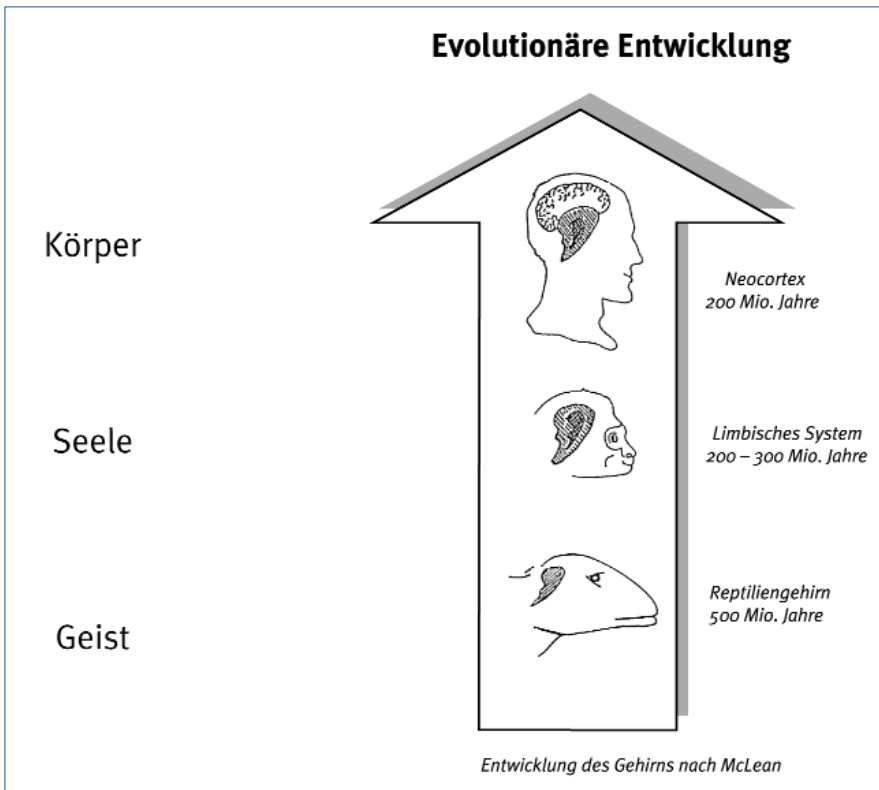 Evolutionäre Entwicklung
Körper
Neocortex
200 Mio. Jahre
Seele
Limbisches System
200 – 300 Mio. Jahre
Reptiliengehirn
500 Mio. Jahre
Geist
Entwicklung des Gehirns nach McLean